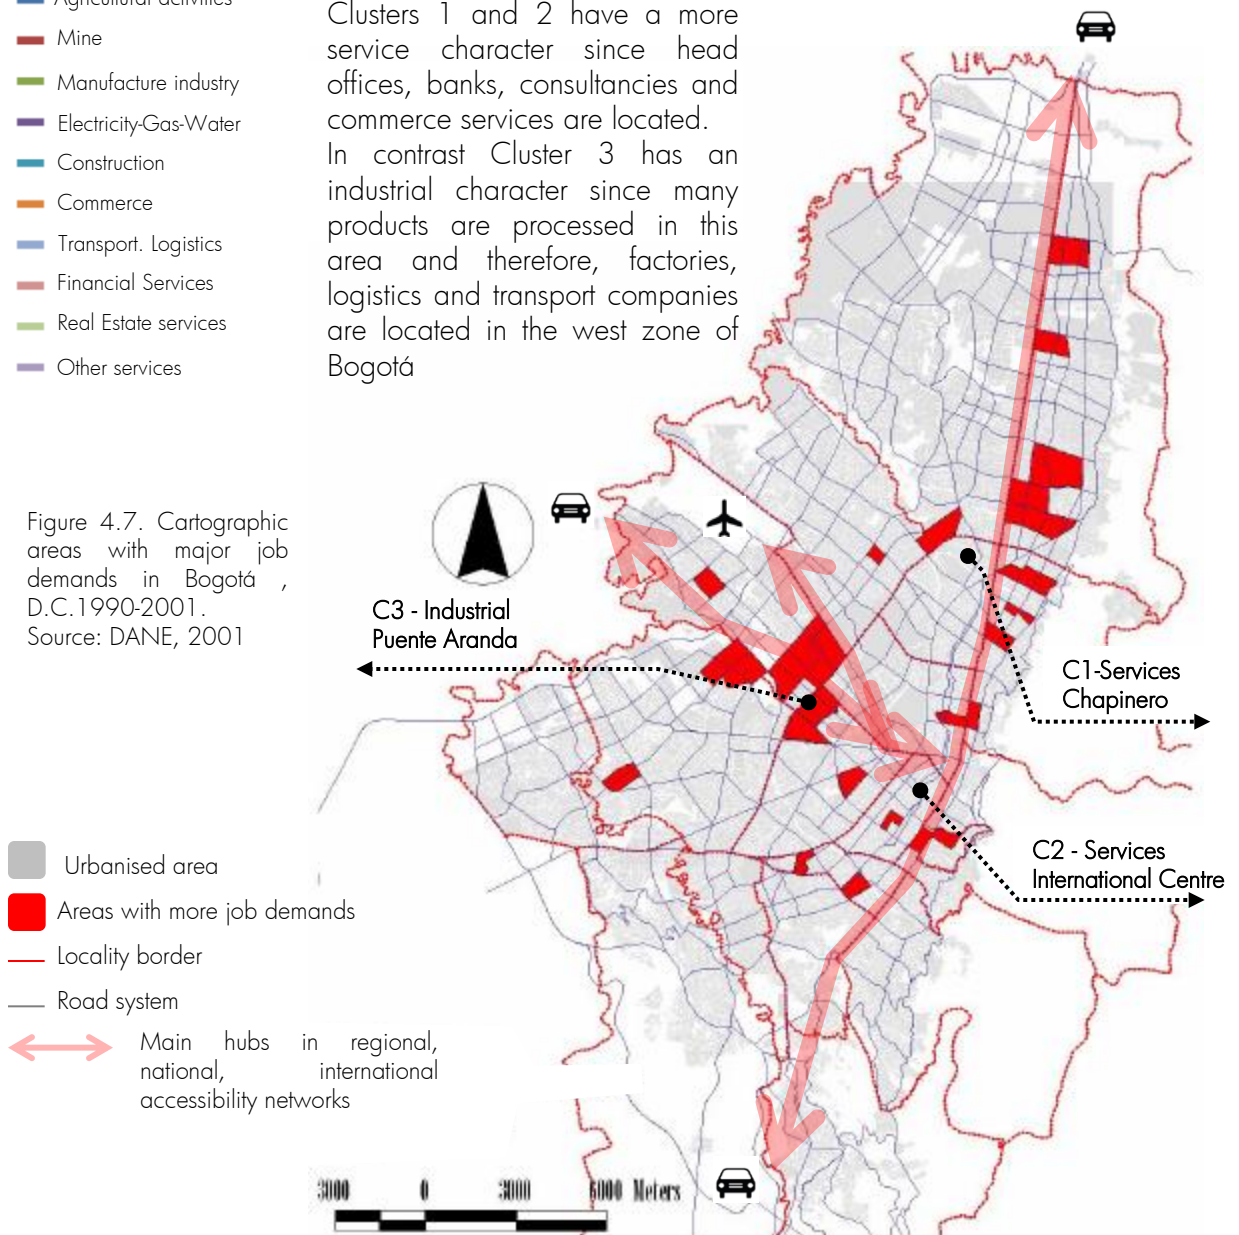 Agricultural activities
Mine
Manufacture industry
Electricity-Gas-Water
Construction
Commerce
Transport. Logistics
Financial Services
Real Estate services
Other services
Clusters 1 and 2 have a more
service character since head
offices, banks, consultancies and
commerce services are located.
In contrast Cluster 3 has an
industrial character since many
products are processed in this
area and therefore, factories,
logistics and transport companies
are located in the west zone of
Bogotá
Figure 4.7. Cartographic
areas with major job
demands in Bogotá ,
D.C.1990-2001.
Source: DANE, 2001
C3 - Industrial
Puente Aranda
C1-Services
Chapinero
C2 - Services
International Centre
Urbanised area
Areas with more job demands
Locality border
Road system
Main hubs in regional,
national, international
accessibility networks
3000 0 3000 6000 Meters